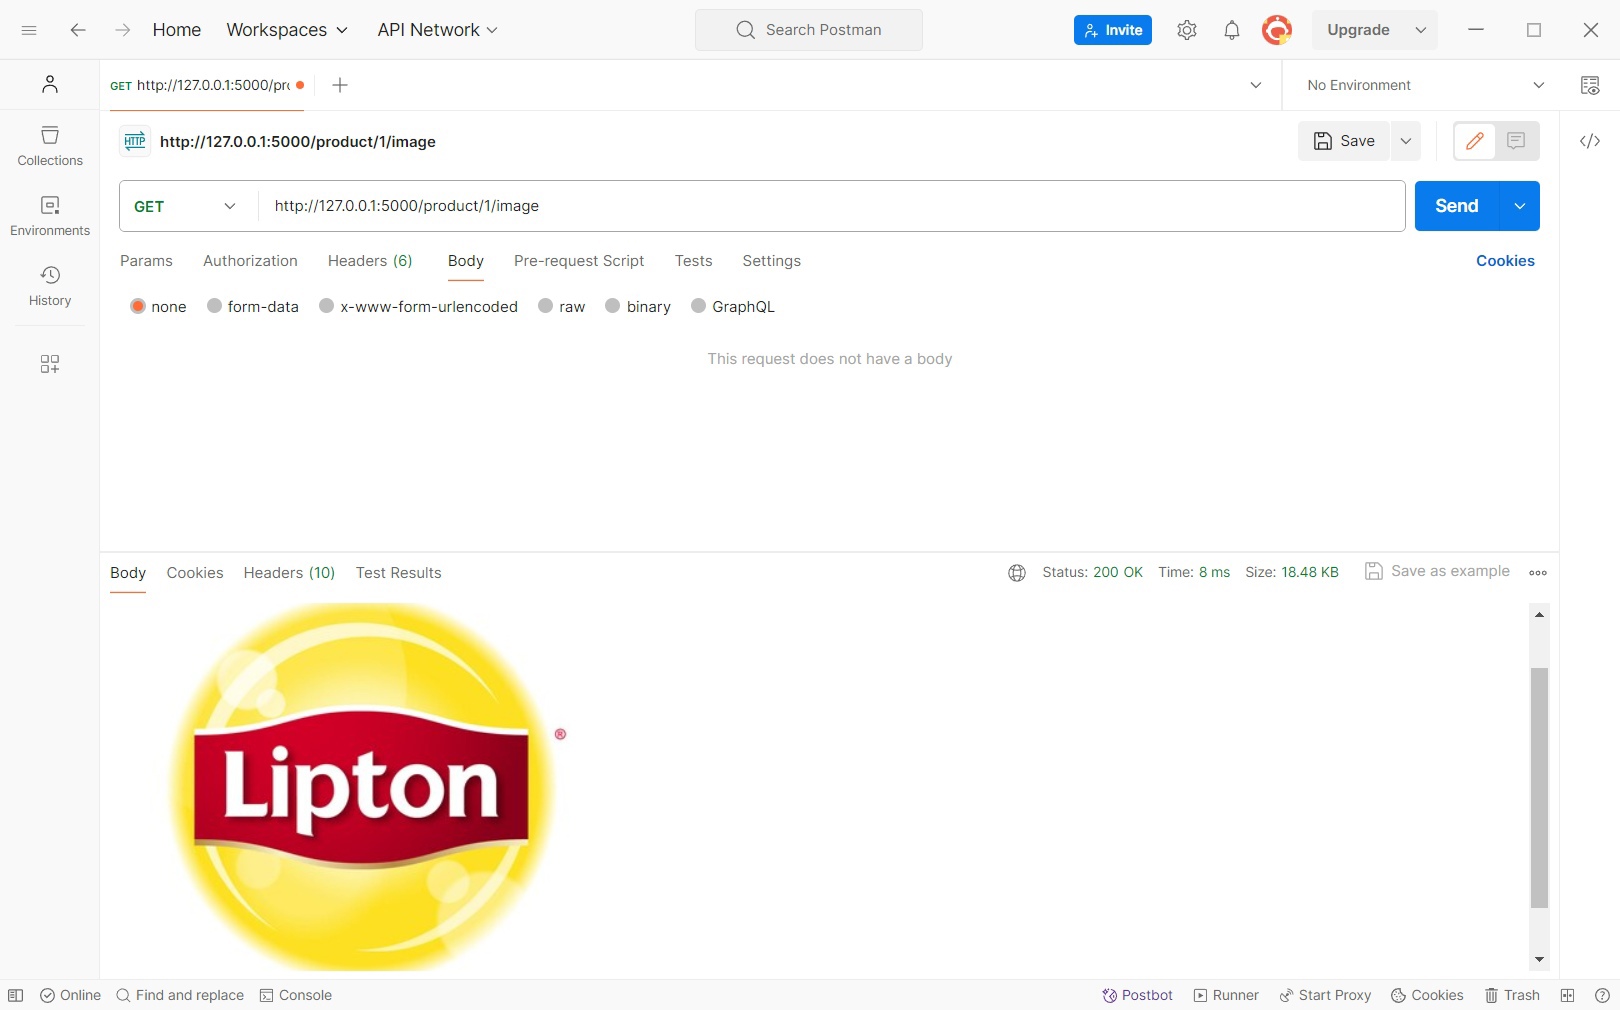 Home Workspaces API Network Search Postman Invite Upgrade
GET http://127.0.0.1:5000/pr No Environment
HTTP http://127.0.0.1:5000/product/1/image Save </>
Collections
GET http://127.0.0.1:5000/product/1/image Send
Environments
Params Authorization Headers (6) Body Pre-request Script Tests Settings Cookies
History
none form-data x-www-form-urlencoded raw binary GraphQL
This request does not have a body
Body Cookies Headers (10) Test Results Status: 200 OK Time: 8 ms Size: 18.48 KB Save as example
Lipton ®
Online Find and replace Console Postbot Runner Start Proxy Cookies Trash